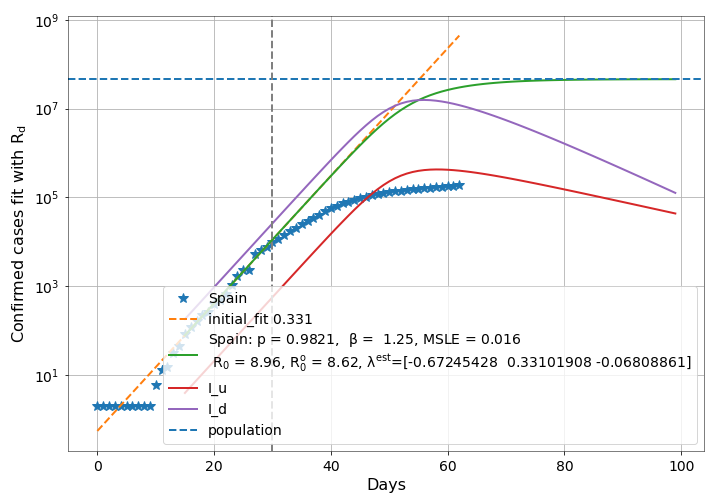 10⁹
10⁷
10⁵
10³
10¹
Confirmed cases fit with R_d
Spain
initial_fit 0.331
Spain: p = 0.9821, β = 1.25, MSLE = 0.016
R₀ = 8.96, R₀ᵒ = 8.62, λᵉˢᵗ=[-0.67245428 0.33101908 -0.06808861]
I_u
I_d
population
0 20 40 60 80 100
Days